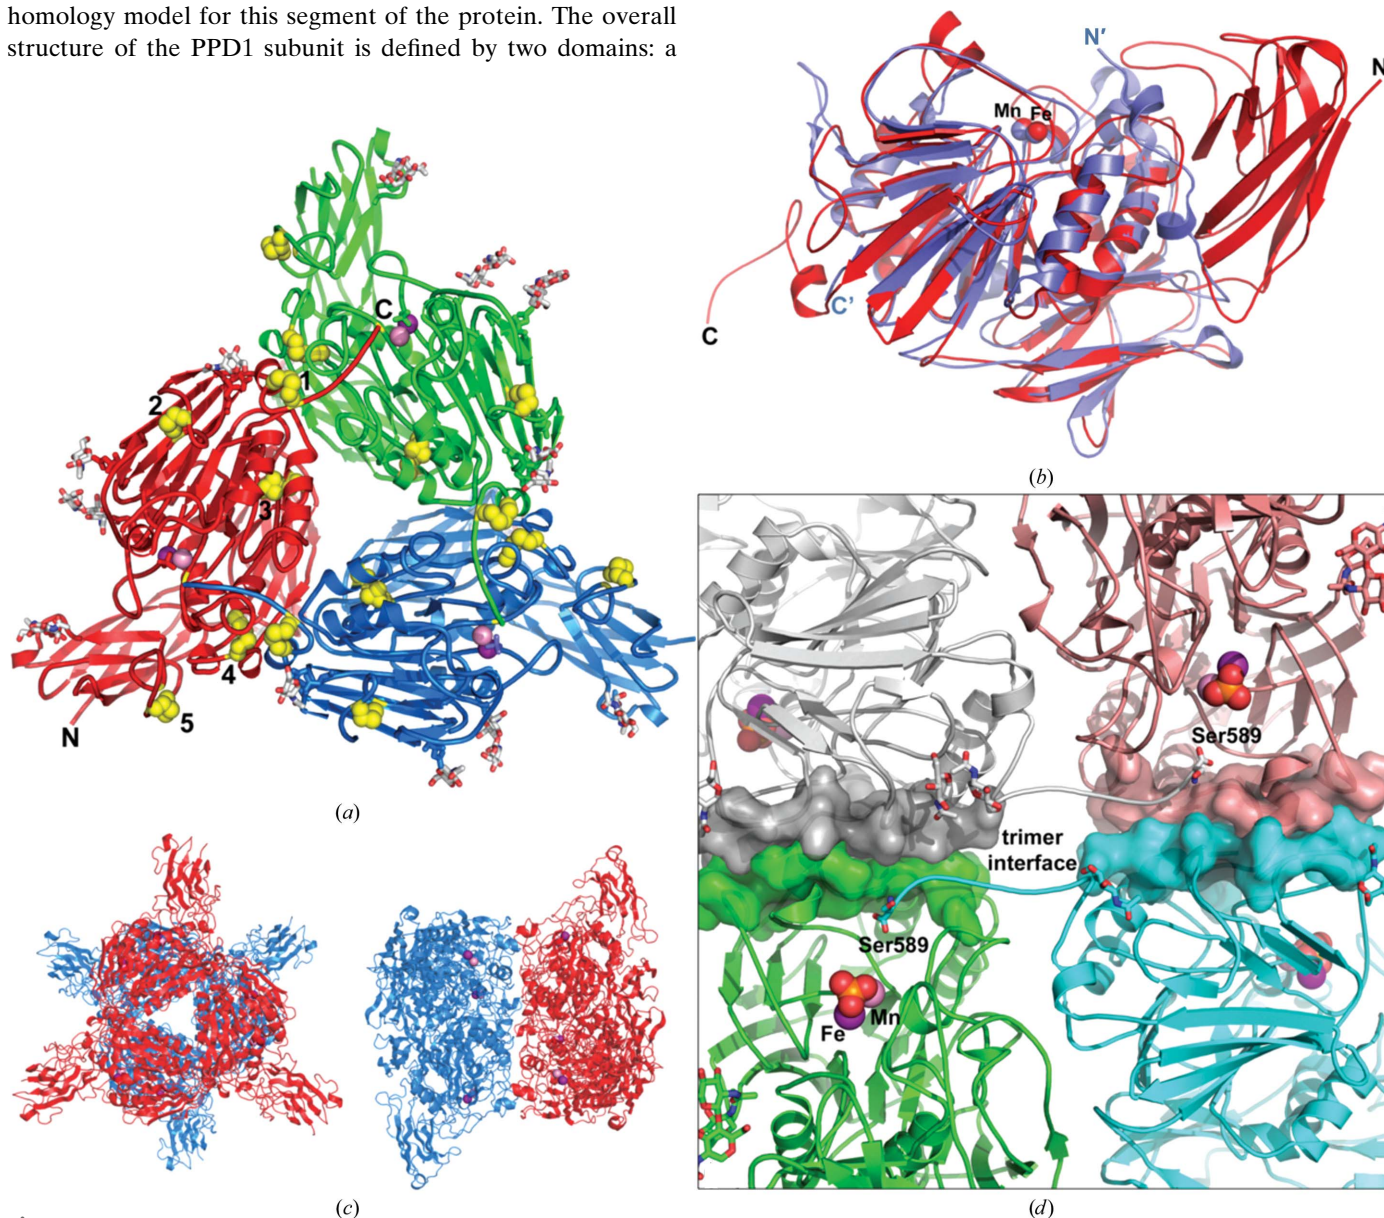 homology model for this segment of the protein. The overall
structure of the PPD1 subunit is defined by two domains: a
C
1
2
3
4
5
N
(a)
N′
N
Mn Fe
C′
C
(b)
(c)
Ser589
trimer
interface
Ser589
Mn
Fe
(d)